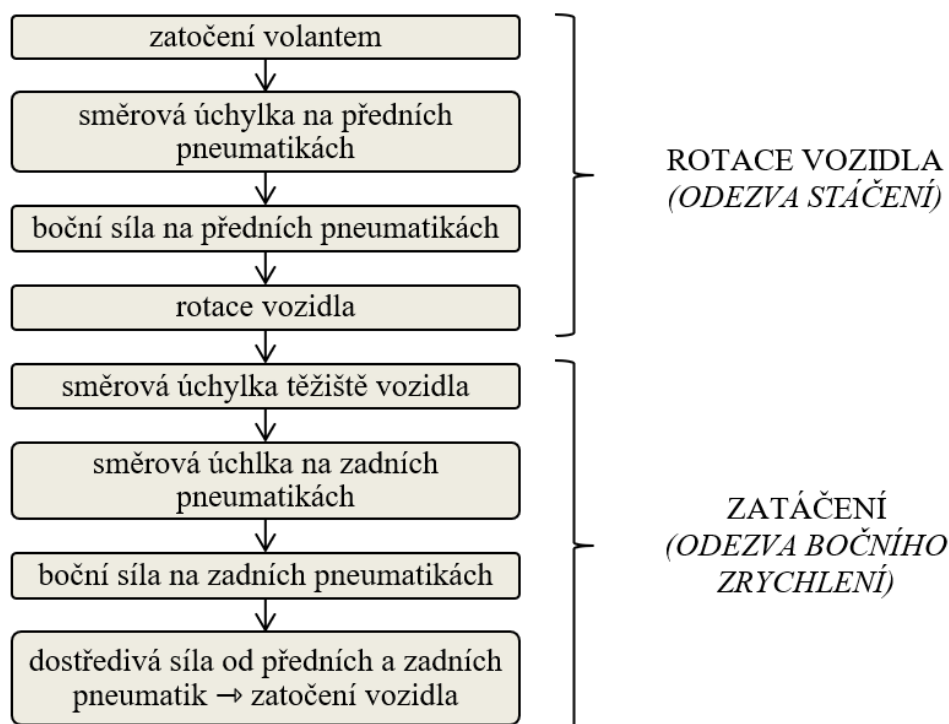 zatočení volantem
směrová úchylka na předních
pneumatikách
boční síla na předních pneumatikách
rotace vozidla
ROTACE VOZIDLA
(ODEZVA STÁČENÍ)
směrová úchylka těžiště vozidla
směrová úchlka na zadních
pneumatikách
boční síla na zadních pneumatikách
dostředivá síla od předních a zadních
pneumatik → zatočení vozidla
ZATÁČENÍ
(ODEZVA BOČNÍHO
ZRYCHLENÍ)